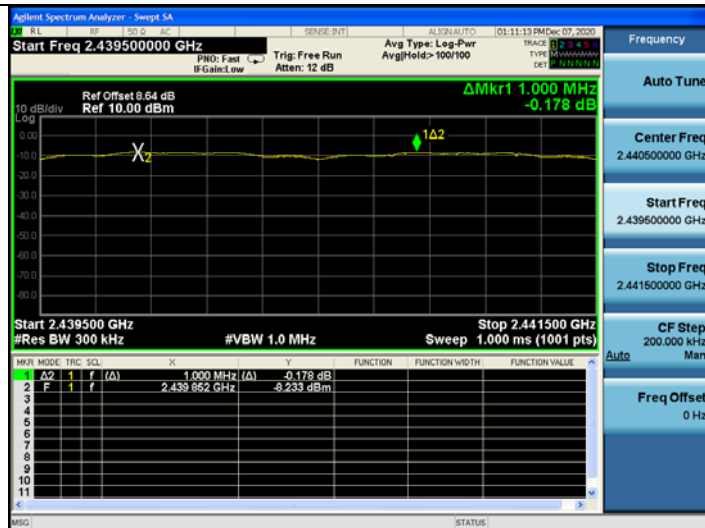 Agilent Spectrum Analyzer - Swept SA
RL RF 50 Ω AC SENSE:INT ALIGN AUTO 01:11:13 PM Dec 07, 2020
Start Freq 2.439500000 GHz
PNO: Fast
IFGain:Low
Trig: Free Run
Atten: 12 dB
Avg Type: Log-Pwr
Avg|Hold:>100/100
TRACE 1 2 3 4 5 6
TYPE M
DET P N N N N N
Frequency
Auto Tune
Center Freq
2.440500000 GHz
Start Freq
2.439500000 GHz
Stop Freq
2.441500000 GHz
CF Step
200.000 kHz
Auto Man
Freq Offset
0 Hz
Ref Offset 8.64 dB
10 dB/div Ref 10.00 dBm
Log
ΔMkr1 1.000 MHz
-0.178 dB
0.00
-10.0
-20.0
-30.0
-40.0
-50.0
-60.0
-70.0
-80.0
X2
1Δ2
Start 2.439500 GHz Stop 2.441500 GHz
#Res BW 300 kHz #VBW 1.0 MHz Sweep 1.000 ms (1001 pts)
MKR MODE TRC SCL X Y FUNCTION FUNCTION WIDTH FUNCTION VALUE
1 Δ2 1 f (Δ) 1.000 MHz (Δ) -0.178 dB
2 F 1 f 2.439 852 GHz -8.233 dBm
3
4
5
6
7
8
9
10
11
MSG STATUS